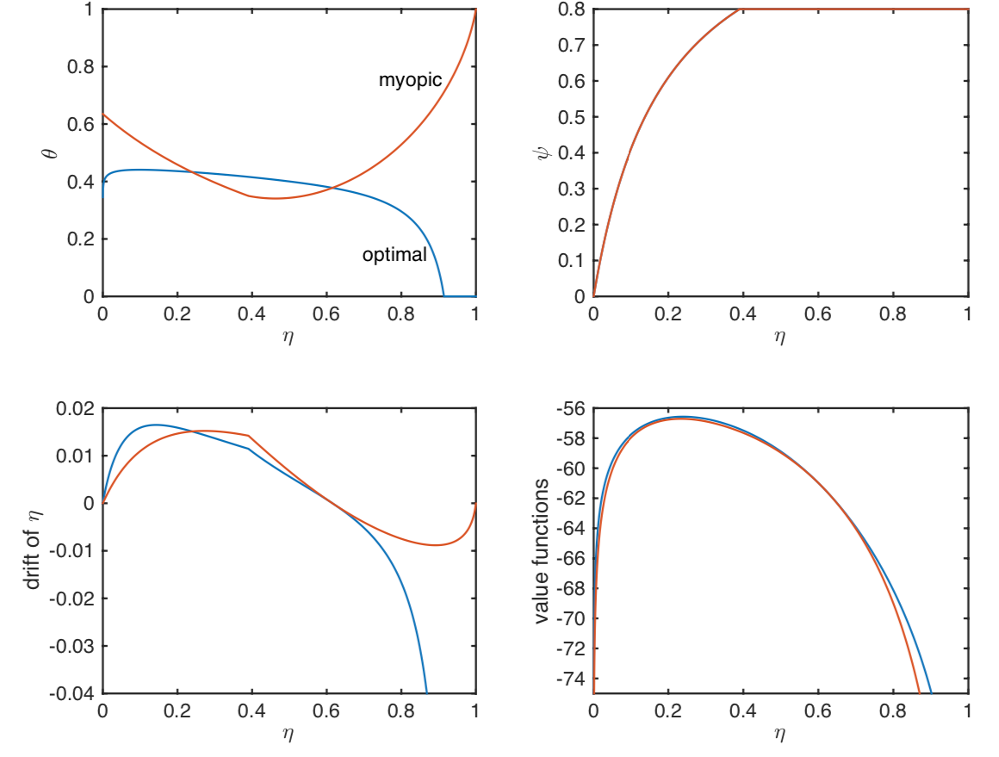 1
0.8
0.6
0.4
0.2
0
θ
myopic
optimal
0 0.2 0.4 0.6 0.8 1
η
0.8
0.7
0.6
0.5
0.4
0.3
0.2
0.1
0
ψ
0 0.2 0.4 0.6 0.8 1
η
0.02
0.01
0
-0.01
-0.02
-0.03
-0.04
drift of η
0 0.2 0.4 0.6 0.8 1
η
-56
-58
-60
-62
-64
-66
-68
-70
-72
-74
value functions
0 0.2 0.4 0.6 0.8 1
η